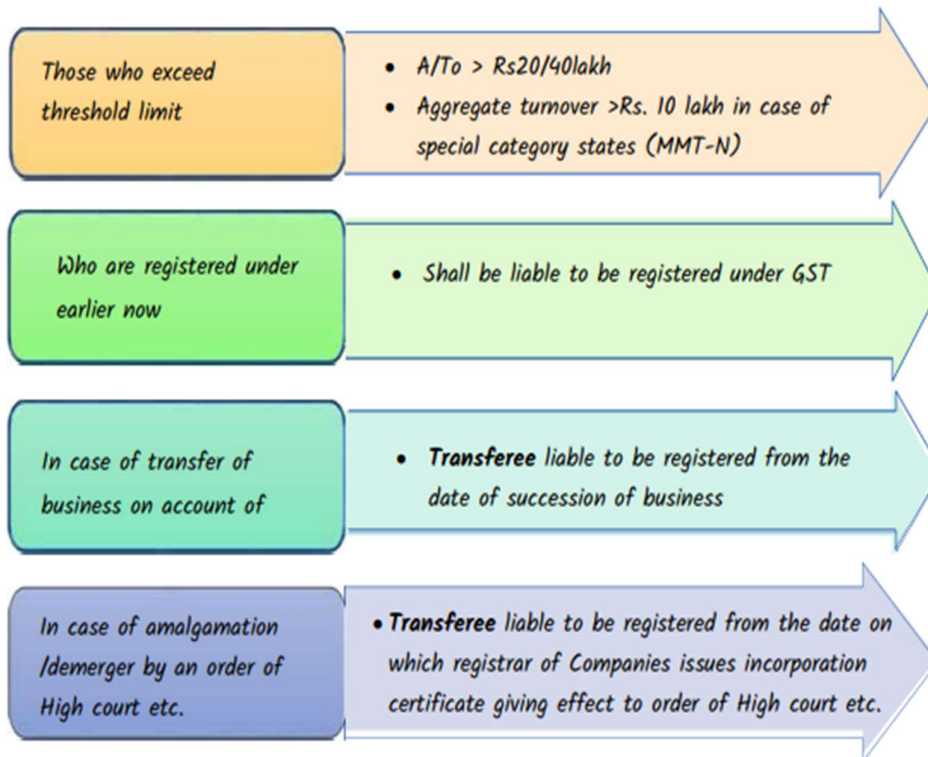 Those who exceed
threshold limit
• A/To > Rs20/40lakh
• Aggregate turnover >Rs. 10 lakh in case of
special category states (MMT-N)
Who are registered under
earlier now
• Shall be liable to be registered under GST
In case of transfer of
business on account of
• Transferee liable to be registered from the
date of succession of business
In case of amalgamation
/demerger by an order of
High court etc.
• Transferee liable to be registered from the date on
which registrar of Companies issues incorporation
certificate giving effect to order of High court etc.